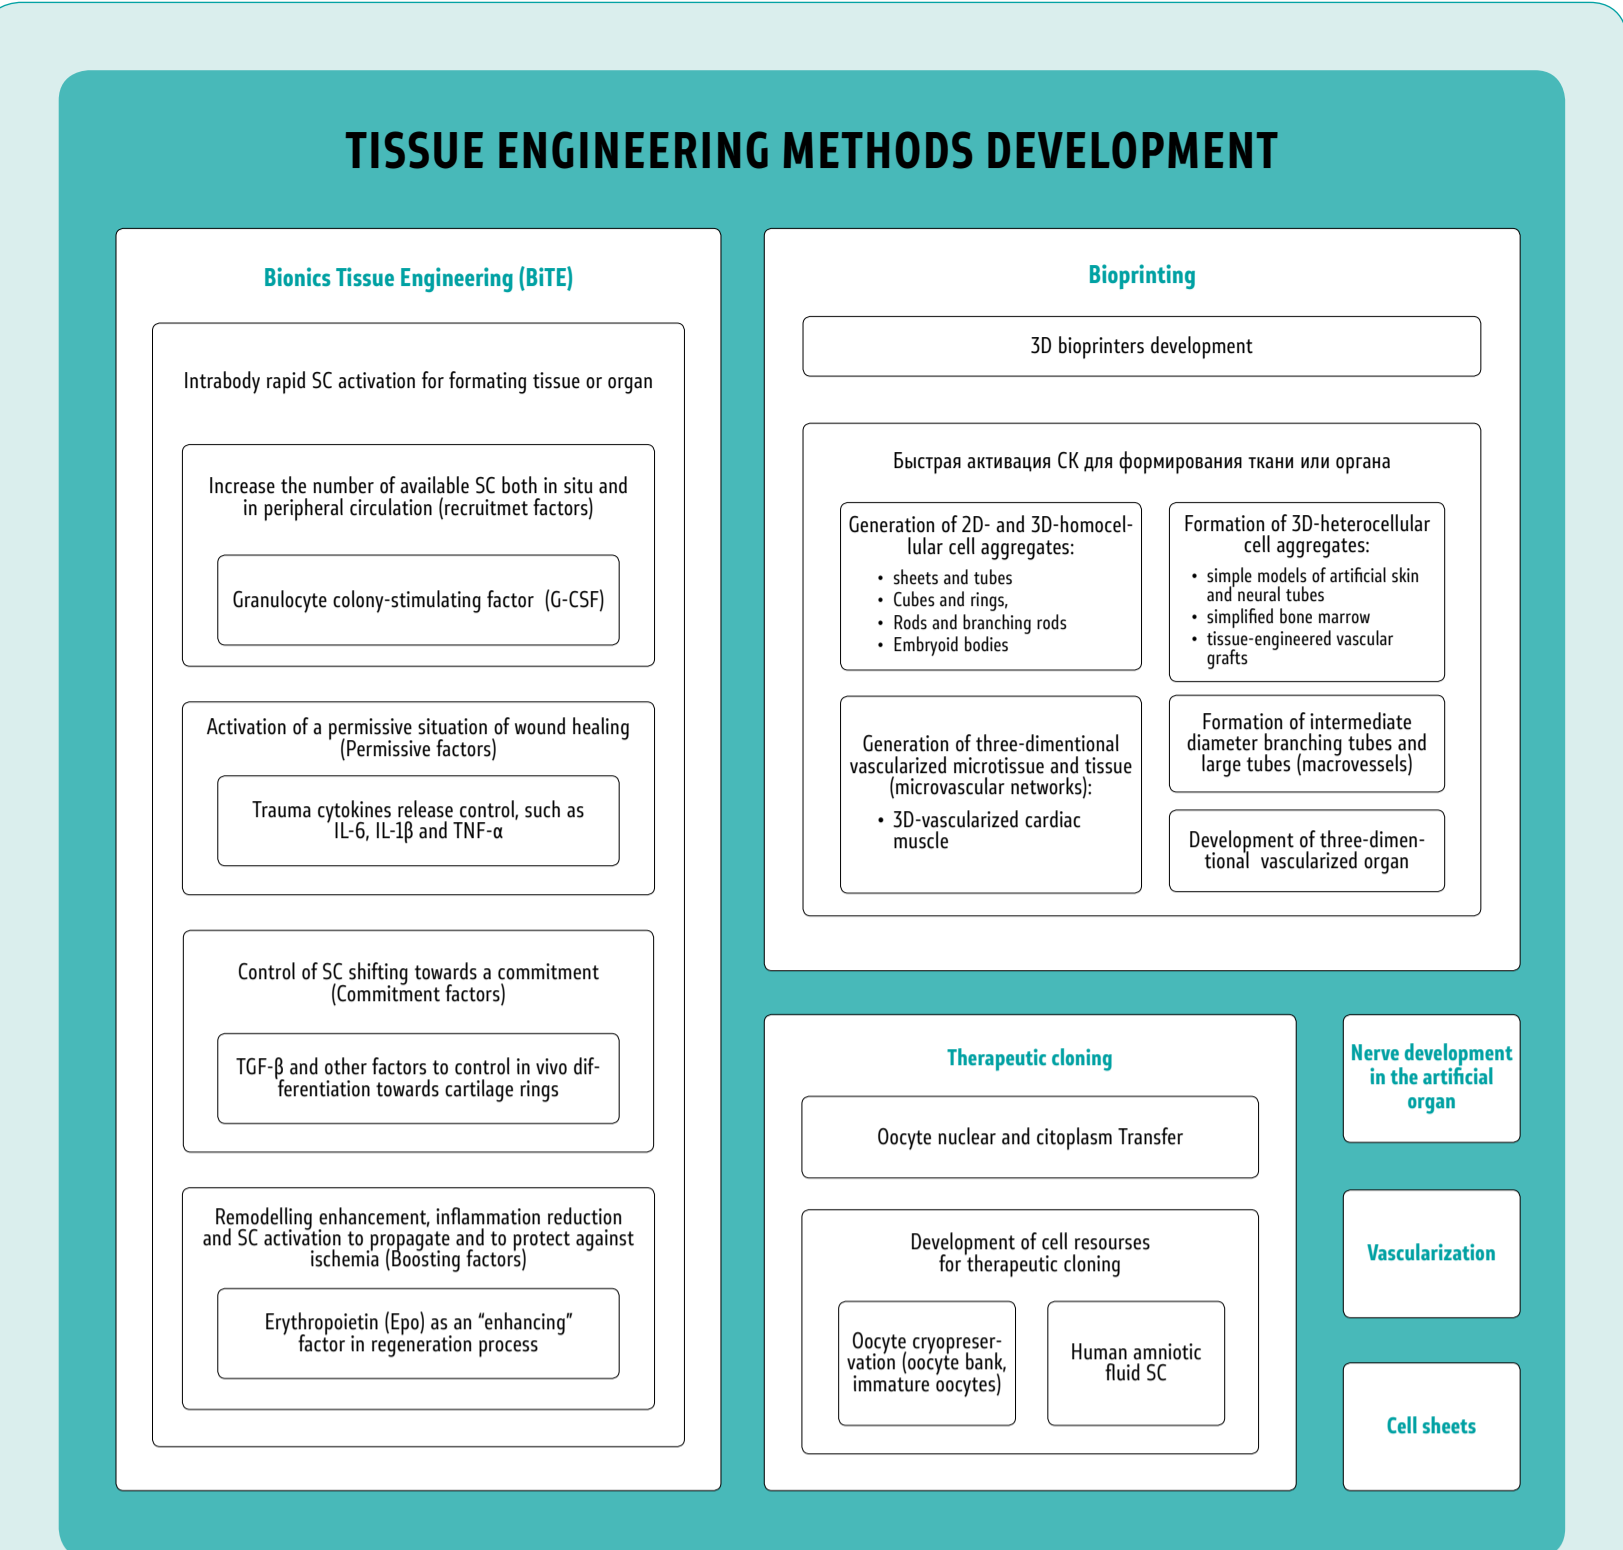 TISSUE ENGINEERING METHODS DEVELOPMENT
Bionics Tissue Engineering (BiTE)
Intrabody rapid SC activation for formating tissue or organ
Increase the number of available SC both in situ and
in peripheral circulation (recruitmet factors)
Granulocyte colony-stimulating factor (G-CSF)
Activation of a permissive situation of wound healing
(Permissive factors)
Trauma cytokines release control, such as
IL-6, IL-1β and TNF-α
Control of SC shifting towards a commitment
(Commitment factors)
TGF-β and other factors to control in vivo dif-
ferentiation towards cartilage rings
Remodelling enhancement, inflammation reduction
and SC activation to propagate and to protect against
ischemia (Boosting factors)
Erythropoietin (Epo) as an “enhancing”
factor in regeneration process
Bioprinting
3D bioprinters development
Быстрая активация СК для формирования ткани или органа
Generation of 2D- and 3D-homocel-
lular cell aggregates:
• sheets and tubes
• Cubes and rings,
• Rods and branching rods
• Embryoid bodies
Formation of 3D-heterocellular
cell aggregates:
• simple models of artificial skin
and neural tubes
• simplified bone marrow
• tissue-engineered vascular
grafts
Generation of three-dimentional
vascularized microtissue and tissue
(microvascular networks):
• 3D-vascularized cardiac
muscle
Formation of intermediate
diameter branching tubes and
large tubes (macrovessels)
Development of three-dimen-
tional vascularized organ
Therapeutic cloning
Oocyte nuclear and citoplasm Transfer
Development of cell resourses
for therapeutic cloning
Oocyte cryopreser-
vation (oocyte bank,
immature oocytes)
Human amniotic
fluid SC
Nerve development
in the artificial
organ
Vascularization
Cell sheets